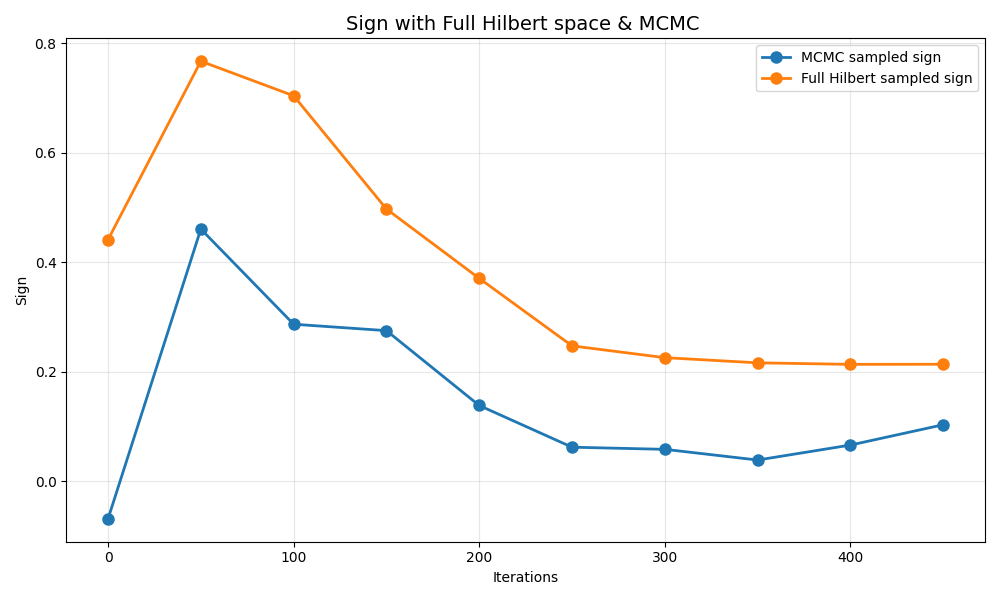 Sign with Full Hilbert space & MCMC
MCMC sampled sign
Full Hilbert sampled sign
Sign
0.8
0.6
0.4
0.2
0.0
0 100 200 300 400
Iterations